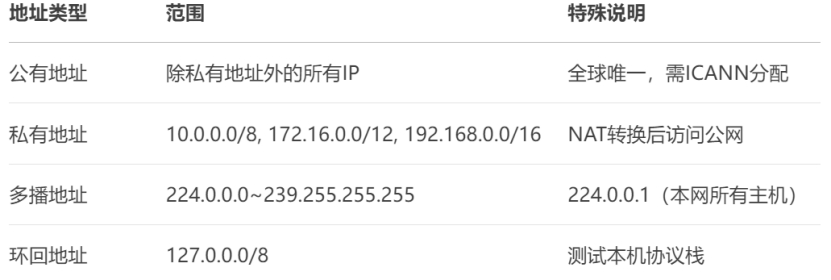 地址类型 范围 特殊说明
公有地址 除私有地址外的所有IP 全球唯一，需ICANN分配
私有地址 10.0.0.0/8, 172.16.0.0/12, 192.168.0.0/16 NAT转换后访问公网
多播地址 224.0.0.0~239.255.255.255 224.0.0.1（本网所有主机）
环回地址 127.0.0.0/8 测试本机协议栈